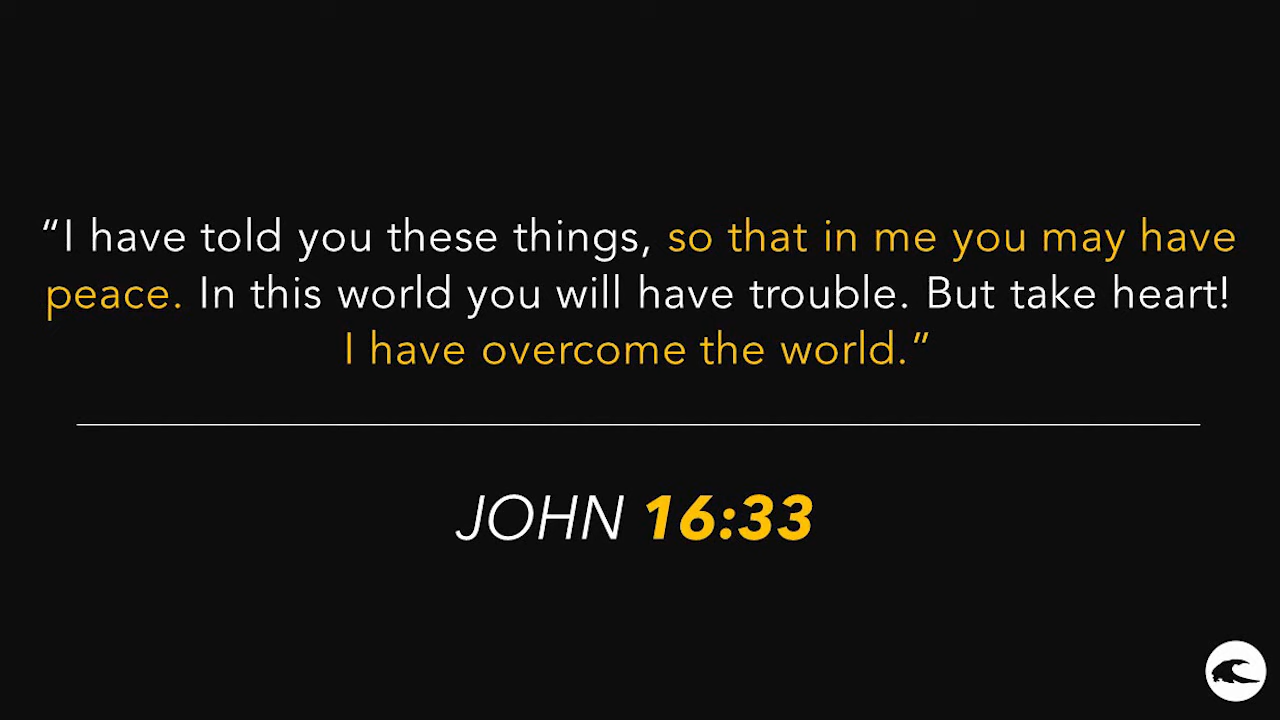 “I have told you these things, so that in me you may have
peace. In this world you will have trouble. But take heart!
I have overcome the world.”
JOHN 16:33